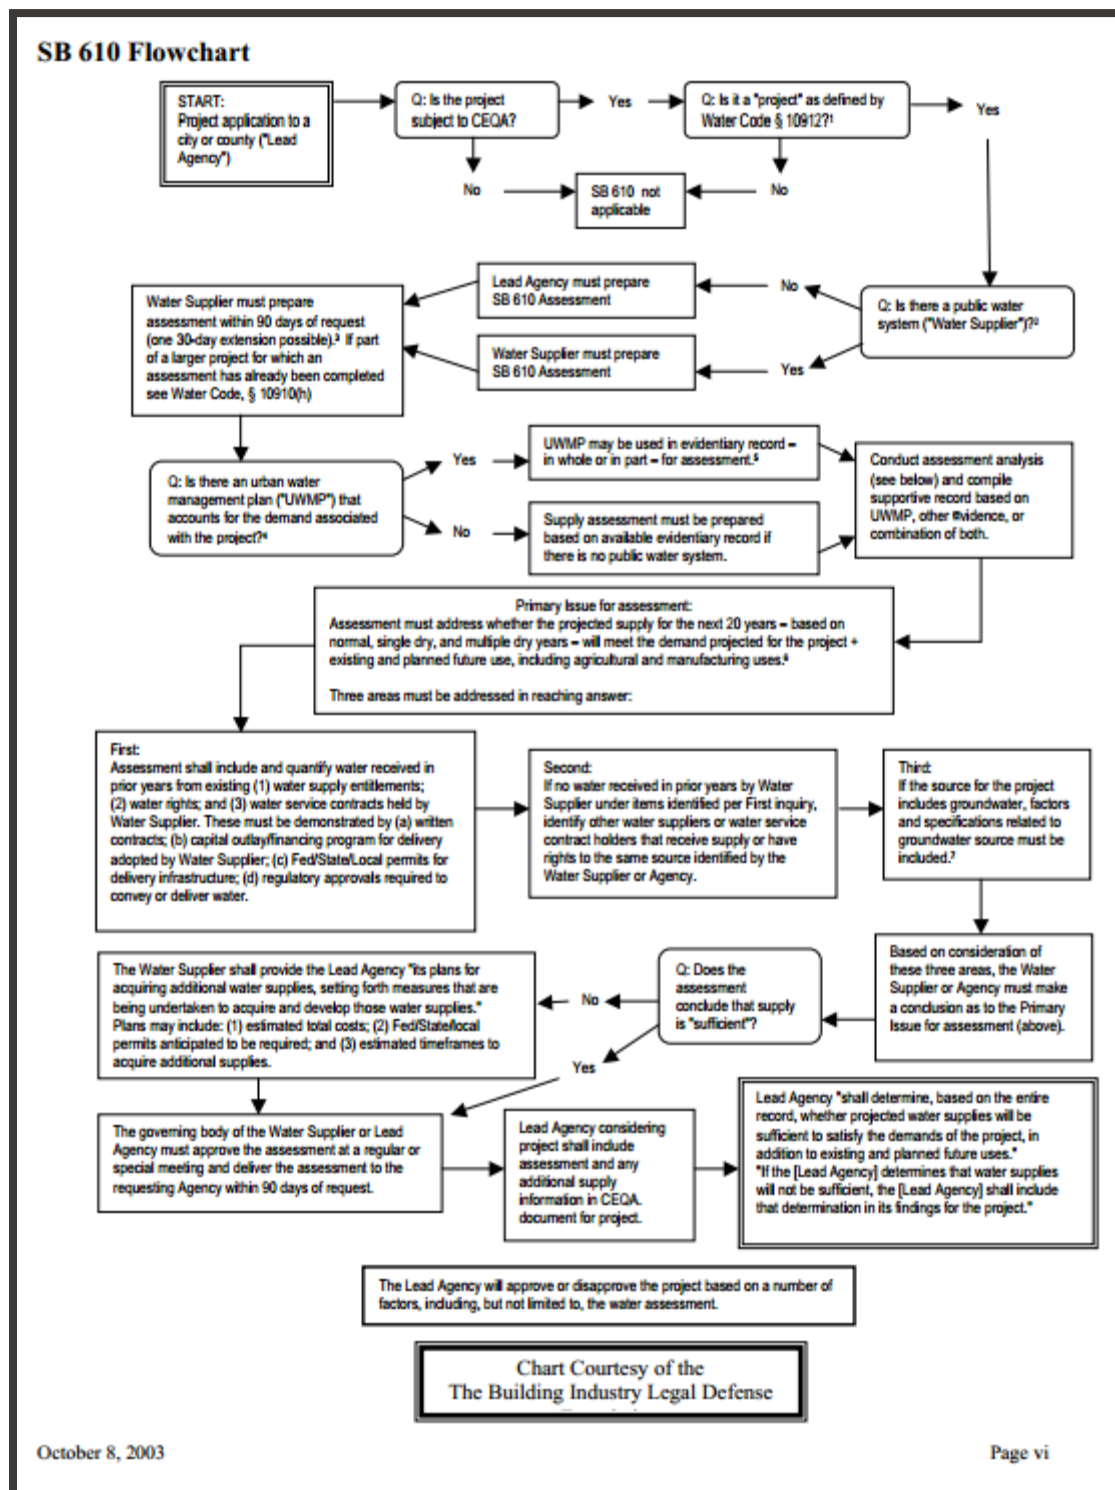 SB 610 Flowchart
START:
Project application to a
city or county ("Lead
Agency")
Q: Is the project
subject to CEQA?
Yes
Q: Is it a "project" as defined by
Water Code § 10912?¹
Yes
No
SB 610 not
applicable
No
Lead Agency must prepare
SB 610 Assessment
No
Q: Is there a public water
system ("Water Supplier")?²
Water Supplier must prepare
assessment within 90 days of request
(one 30-day extension possible).³ If part
of a larger project for which an
assessment has already been completed
see Water Code, § 10910(h)
Water Supplier must prepare
SB 610 Assessment
Yes
Q: Is there an urban water
management plan ("UWMP") that
accounts for the demand associated
with the project?⁴
Yes
UWMP may be used in evidentiary record –
in whole or in part – for assessment.⁵
No
Supply assessment must be prepared
based on available evidentiary record if
there is no public water system.
Conduct assessment analysis
(see below) and compile
supportive record based on
UWMP, other evidence, or
combination of both.
Primary Issue for assessment:
Assessment must address whether the projected supply for the next 20 years – based on
normal, single dry, and multiple dry years – will meet the demand projected for the project +
existing and planned future use, including agricultural and manufacturing uses.⁶
Three areas must be addressed in reaching answer:
First:
Assessment shall include and quantify water received in
prior years from existing (1) water supply entitlements;
(2) water rights; and (3) water service contracts held by
Water Supplier. These must be demonstrated by (a) written
contracts; (b) capital outlay/financing program for delivery
adopted by Water Supplier; (c) Fed/State/Local permits for
delivery infrastructure; (d) regulatory approvals required to
convey or deliver water.
Second:
If no water received in prior years by Water
Supplier under items identified per First inquiry,
identify other water suppliers or water service
contract holders that receive supply or have
rights to the same source identified by the
Water Supplier or Agency.
Third:
If the source for the project
includes groundwater, factors
and specifications related to
groundwater source must be
included.⁷
Based on consideration of
these three areas, the Water
Supplier or Agency must make
a conclusion as to the Primary
Issue for assessment (above).
Q: Does the
assessment
conclude that supply
is "sufficient"?
No
Yes
The Water Supplier shall provide the Lead Agency "its plans for
acquiring additional water supplies, setting forth measures that are
being undertaken to acquire and develop those water supplies."
Plans may include: (1) estimated total costs; (2) Fed/State/local
permits anticipated to be required; and (3) estimated timeframes to
acquire additional supplies.
The governing body of the Water Supplier or Lead
Agency must approve the assessment at a regular or
special meeting and deliver the assessment to the
requesting Agency within 90 days of request.
Lead Agency considering
project shall include
assessment and any
additional supply
information in CEQA.
document for project.
Lead Agency "shall determine, based on the entire
record, whether projected water supplies will be
sufficient to satisfy the demands of the project, in
addition to existing and planned future uses."
"If the [Lead Agency] determines that water supplies
will not be sufficient, the [Lead Agency] shall include
that determination in its findings for the project."
The Lead Agency will approve or disapprove the project based on a number of
factors, including, but not limited to, the water assessment.
Chart Courtesy of the
The Building Industry Legal Defense
October 8, 2003
Page vi